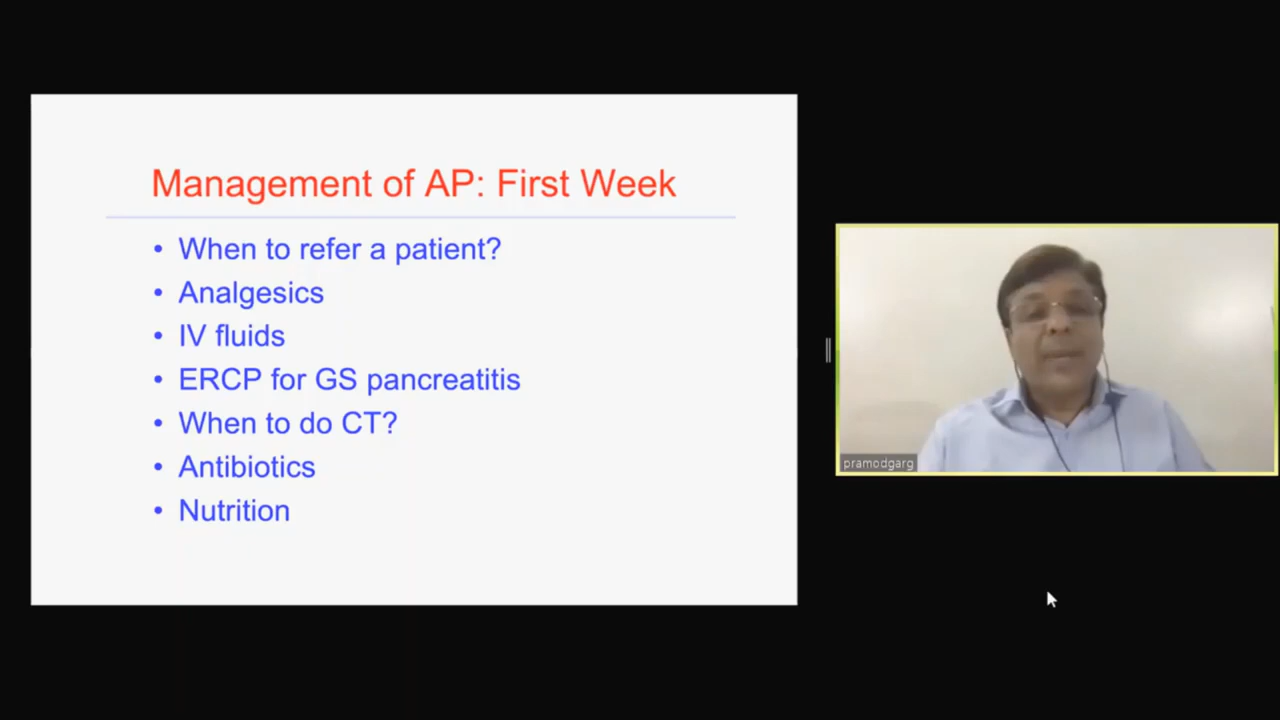 Management of AP: First Week
• When to refer a patient?
• Analgesics
• IV fluids
• ERCP for GS pancreatitis
• When to do CT?
• Antibiotics
• Nutrition
pramodgarg